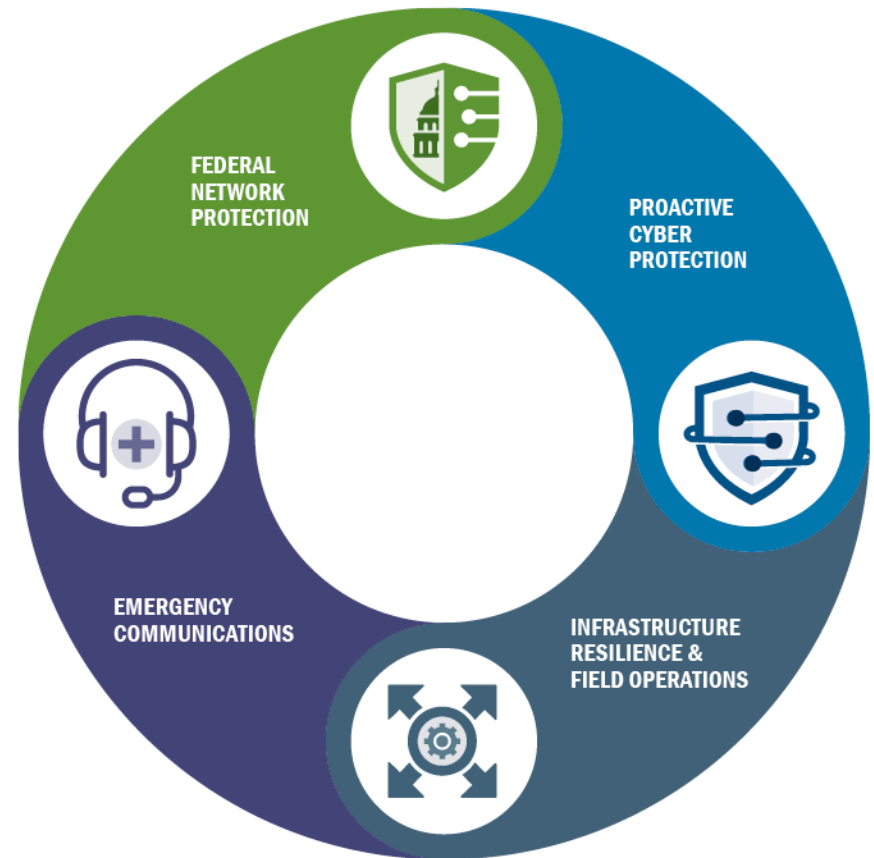 FEDERAL
NETWORK
PROTECTION
PROACTIVE
CYBER
PROTECTION
EMERGENCY
COMMUNICATIONS
INFRASTRUCTURE
RESILIENCE &
FIELD OPERATIONS